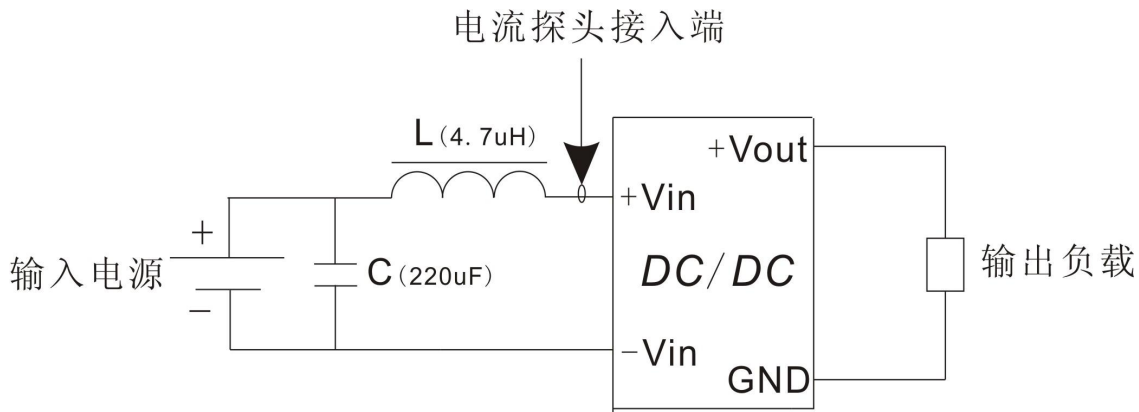 电流探头接入端
L(4.7uH)
+Vout
+Vin
+
输入电源
C(220uF)
DC/DC
输出负载
-
-Vin
GND